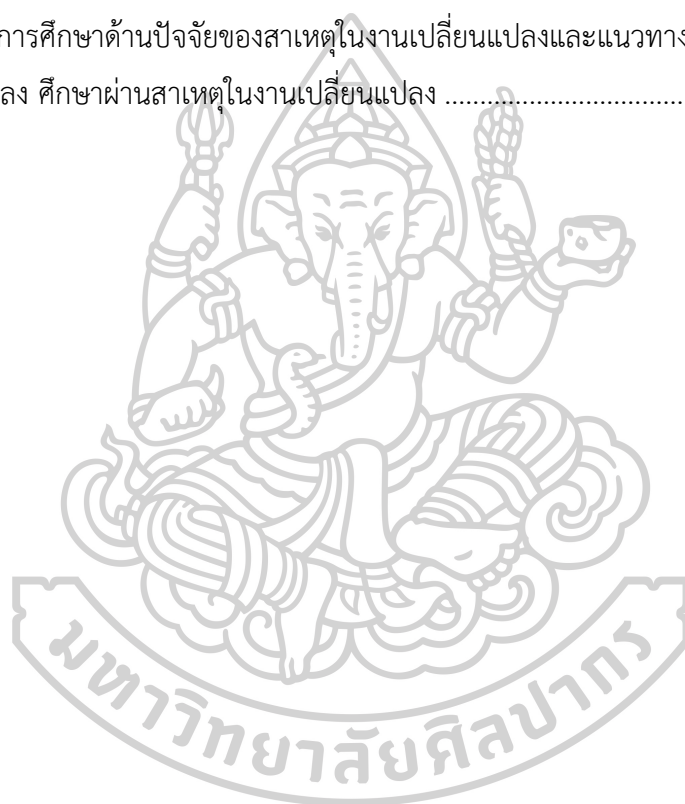 การศึกษาด้านปัจจัยของสาเหตุในงานเปลี่ยนแปลงและแนวทาง
ลง ศึกษาผ่านสาเหตุในงานเปลี่ยนแปลง ................................
มหาวิทยาลัยศิลปากร